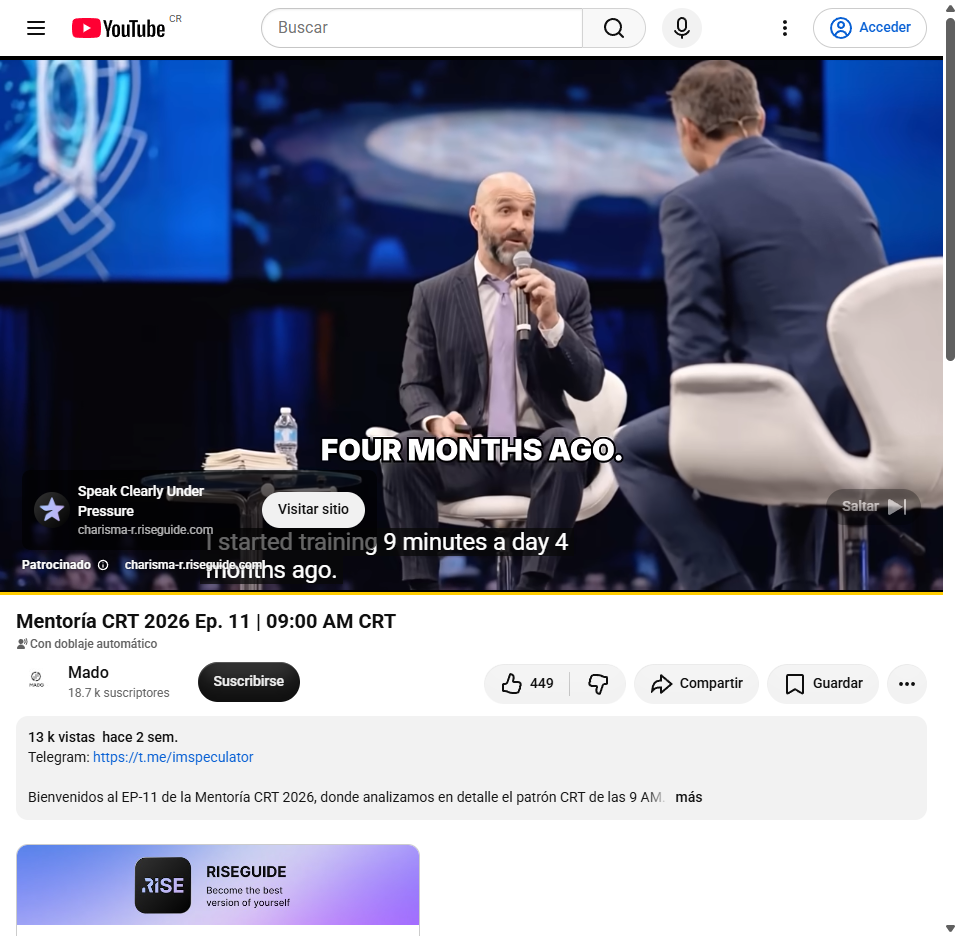 YouTube CR
Buscar
Acceder
FOUR MONTHS AGO.
Speak Clearly Under
Pressure
charisma-r.riseguide.com
Visitar sitio
Saltar
I started training 9 minutes a day 4
months ago.
Patrocinado
charisma-r.riseguide.com
Mentoría CRT 2026 Ep. 11 | 09:00 AM CRT
Con doblaje automático
MADO
Mado
18.7 k suscriptores
Suscribirse
449
Compartir
Guardar
13 k vistas hace 2 sem.
Telegram: https://t.me/imspeculator
Bienvenidos al EP-11 de la Mentoría CRT 2026, donde analizamos en detalle el patrón CRT de las 9 AM. más
.RISE
RISEGUIDE
Become the best
version of yourself